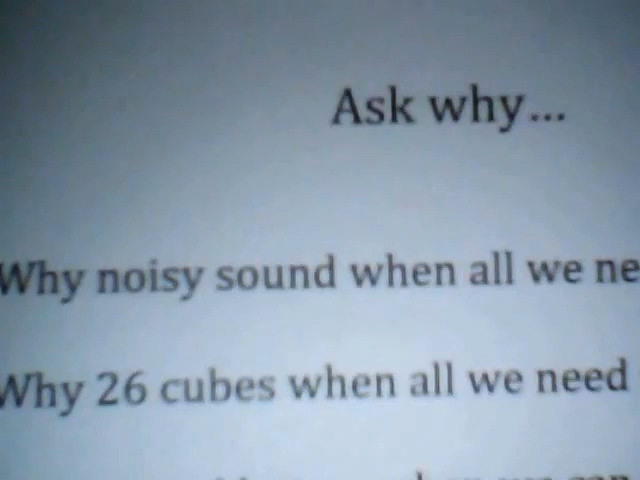 Ask why...
Why noisy sound when all we ne
Why 26 cubes when all we need